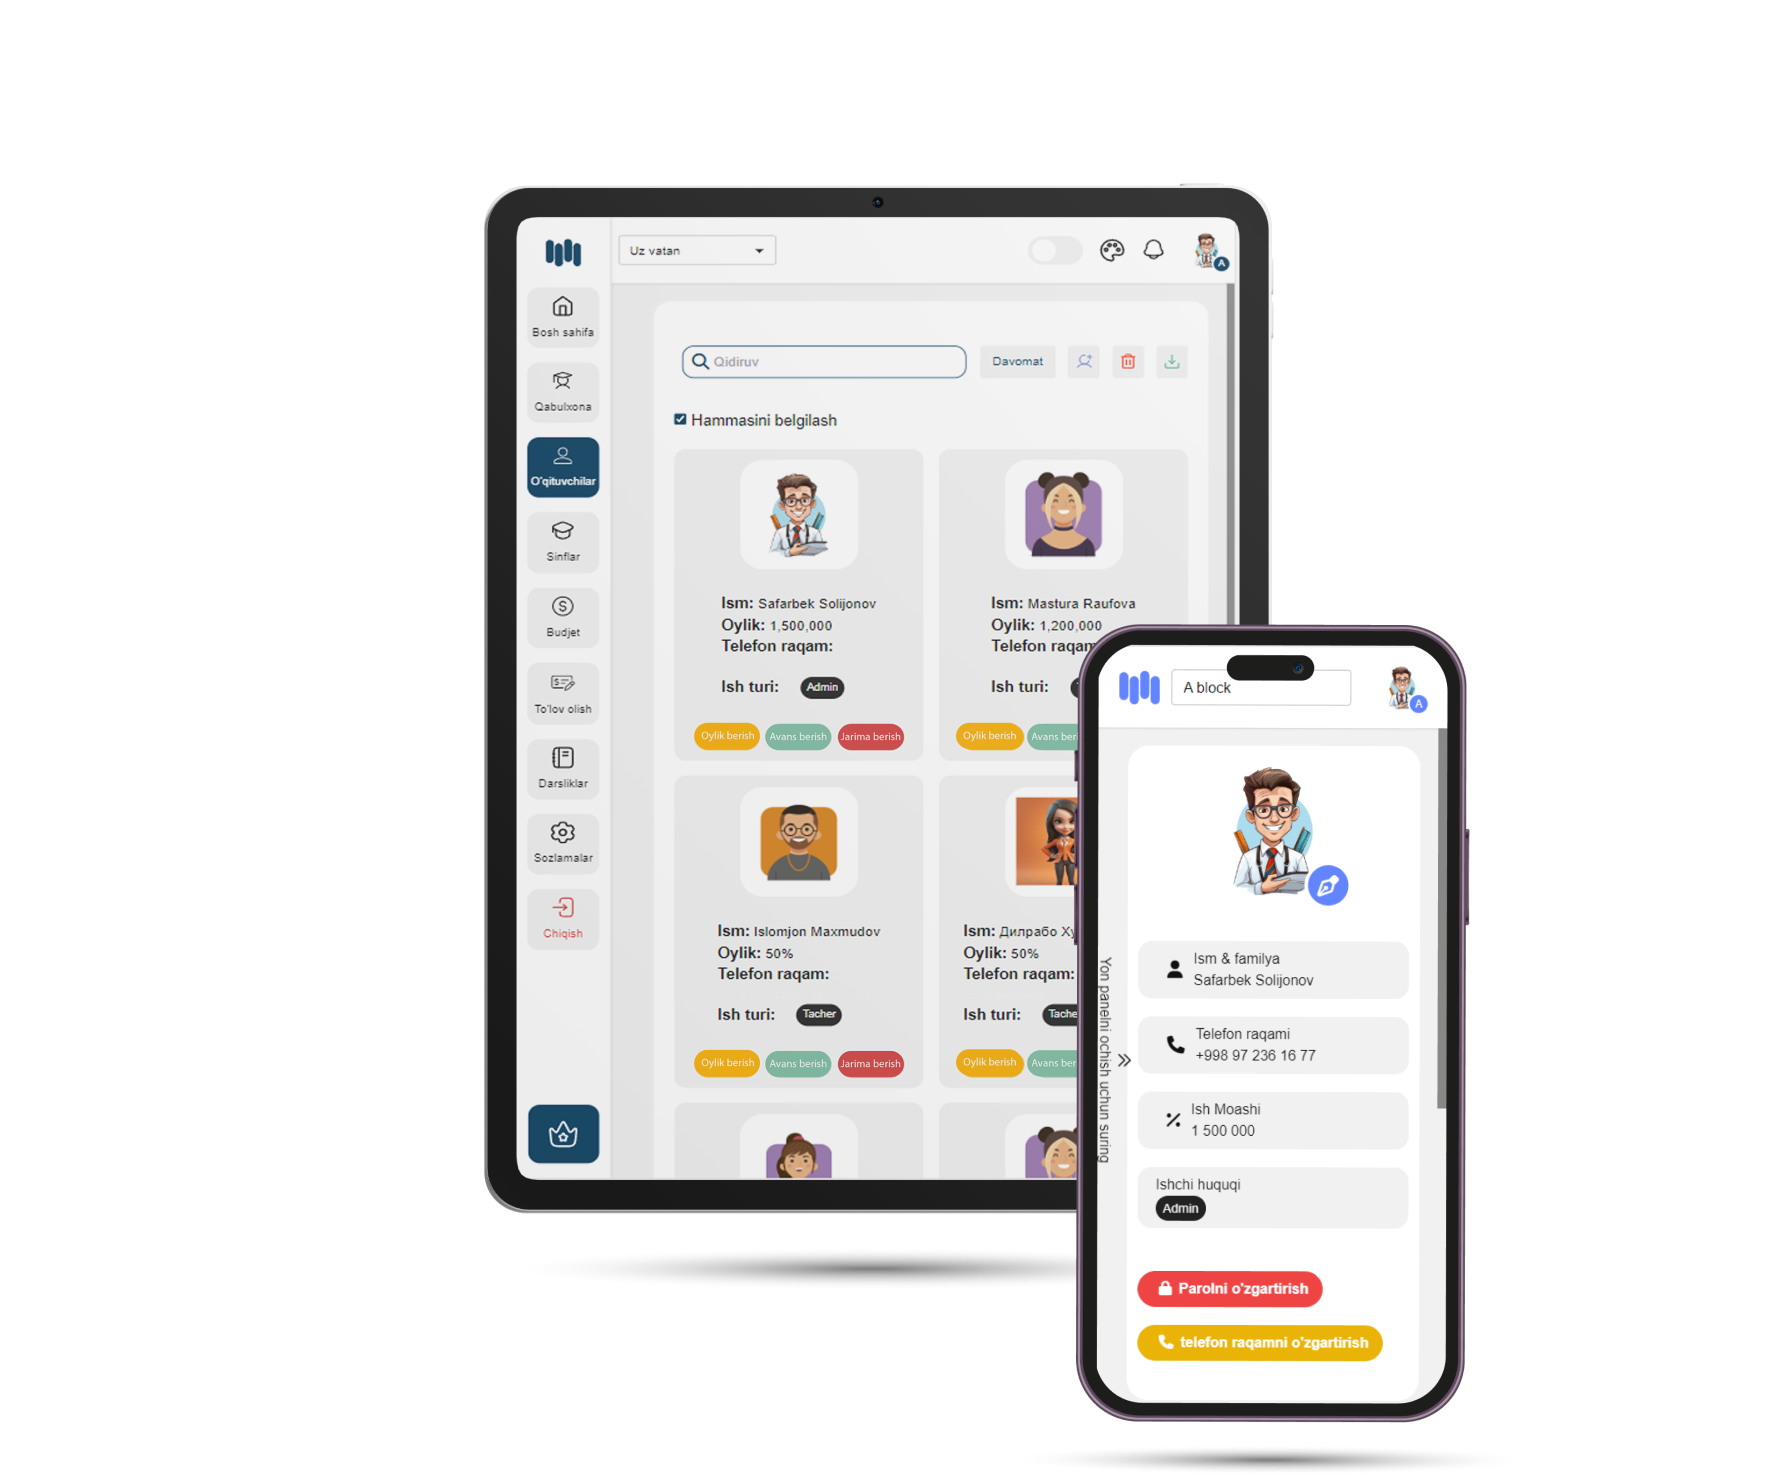 Uz vatan
A
Bosh sahifa
Qabulxona
O'qituvchilar
Sinflar
Budjet
To'lov olish
Darsliklar
Sozlamalar
Chiqish
Qidiruv
Davomat
Hammasini belgilash
Ism: Safarbek Solijonov
Oylik: 1,500,000
Telefon raqam:
Ish turi: Admin
Oylik berish Avans berish Jarima berish
Ism: Mastura Raufova
Oylik: 1,200,000
Telefon raqam
Ish turi:
Oylik berish Avans
Ism: Islomjon Maxmudov
Oylik: 50%
Telefon raqam:
Ish turi: Tacher
Oylik berish Avans berish Jarima berish
Ism: Дилрабо
Oylik: 50%
Telefon raqam:
Ish turi:
Oylik berish Avans
A block
A
Yon panelni ochish uchun suring
Ism & familya
Safarbek Solijonov
Telefon raqami
+998 97 236 16 77
Ish Moashi
1 500 000
Ishchi huquqi
Admin
Parolni o'zgartirish
telefon raqamni o'zgartirish